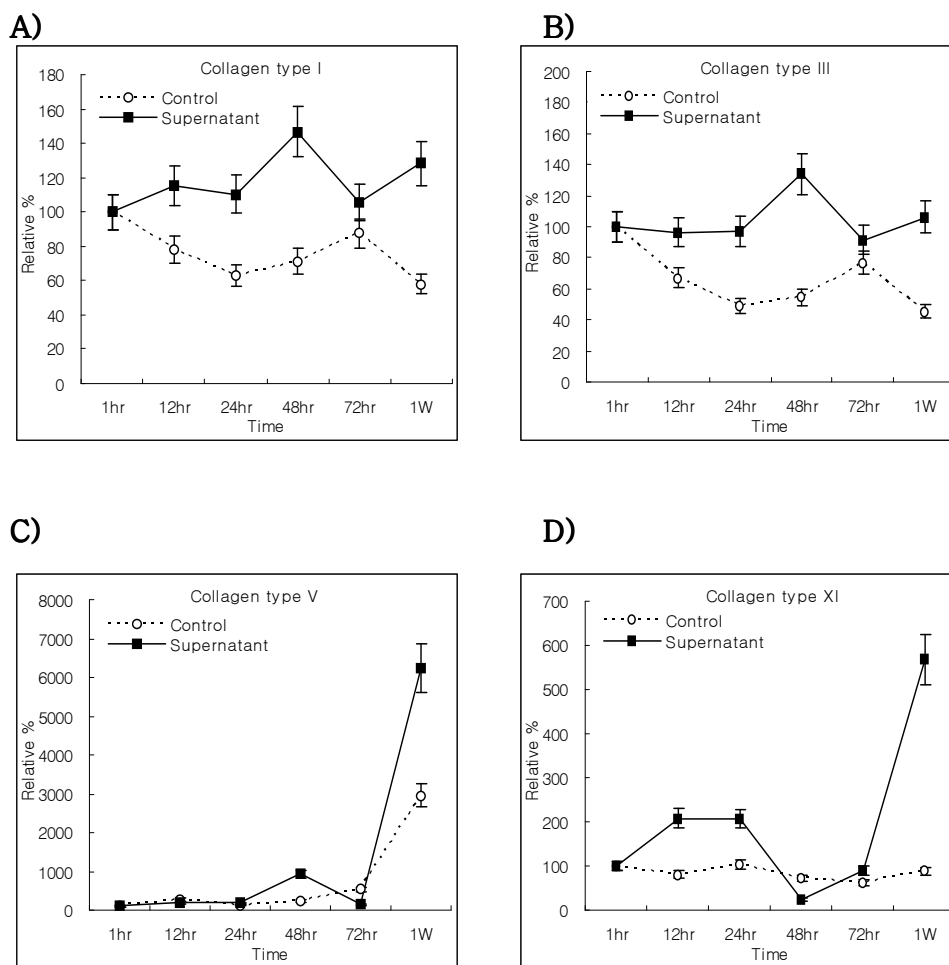 A)
Collagen type I
Control
Supernatant
Relative %
160
140
120
100
80
60
40
20
0
180
1hr 12hr 24hr 48hr 72hr 1W
Time
B)
Collagen type III
Control
Supernatant
Relative %
200
180
160
140
120
100
80
60
40
20
0
1hr 12hr 24hr 48hr 72hr 1W
Time
C)
Collagen type V
Control
Supernatant
Relative %
8000
7000
6000
5000
4000
3000
2000
1000
0
1hr 12hr 24hr 48hr 72hr 1W
Time
D)
Collagen type XI
Control
Supernatant
Relative %
700
600
500
400
300
200
100
0
1hr 12hr 24hr 48hr 72hr 1W
Time